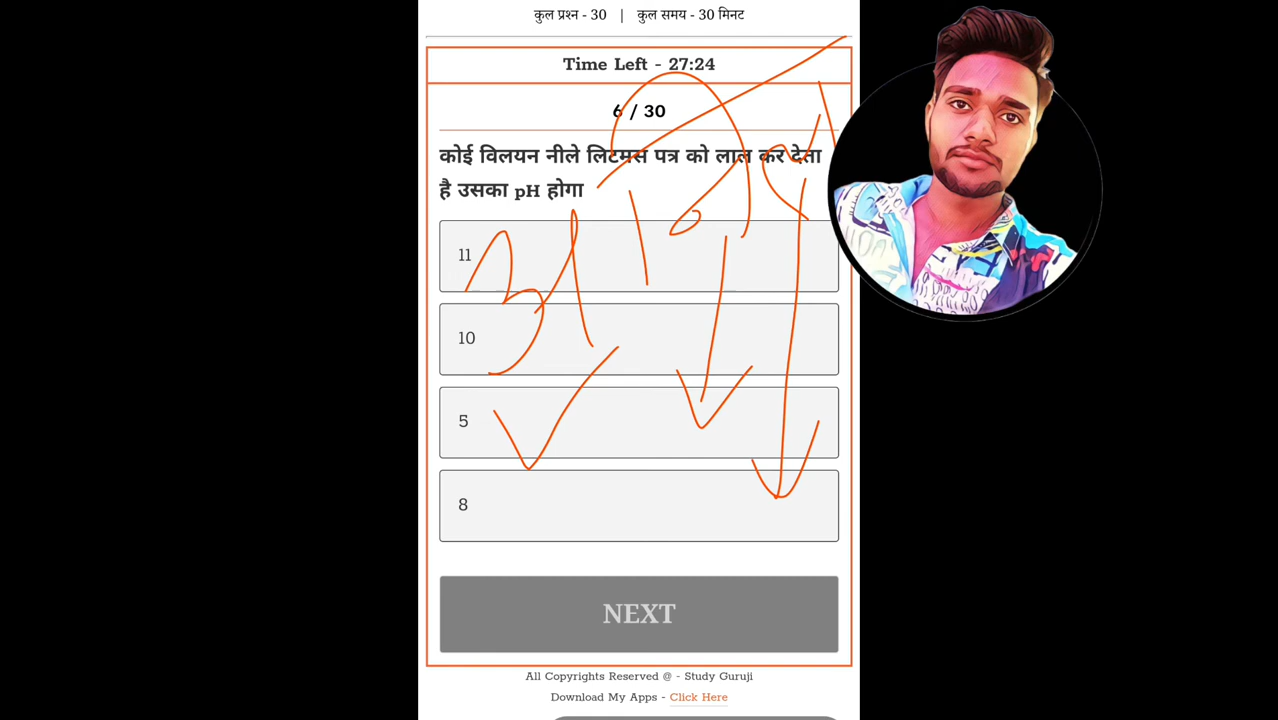 कुल प्रश्न - 30 | कुल समय - 30 मिनट
Time Left - 27:24
6 / 30
कोई विलयन नीले लिटमस पत्र को लाल कर देता
है उसका pH होगा
11
10
5
8
NEXT
All Copyrights Reserved @ - Study Guruji
Download My Apps - Click Here